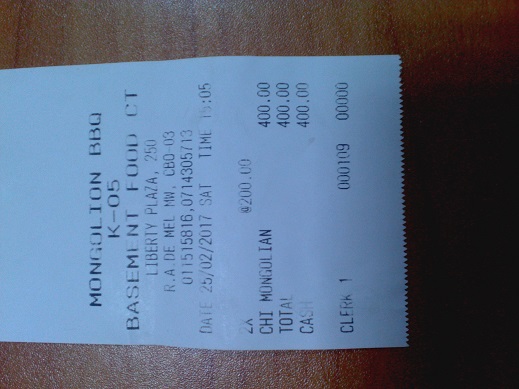 MONGOLION BBQ
K-05
BASEMENT FOOD CT
LIBERTY PLAZA, 250
R.A.DE MEL MW, CBO-03
011515816,0714305713
DATE 25/02/2017 SAT TIME
2X @200.00
CHI MONGOLIAN 400.00
TOTAL 400.00
CASH 400.00
CLERK 1 000109 00000